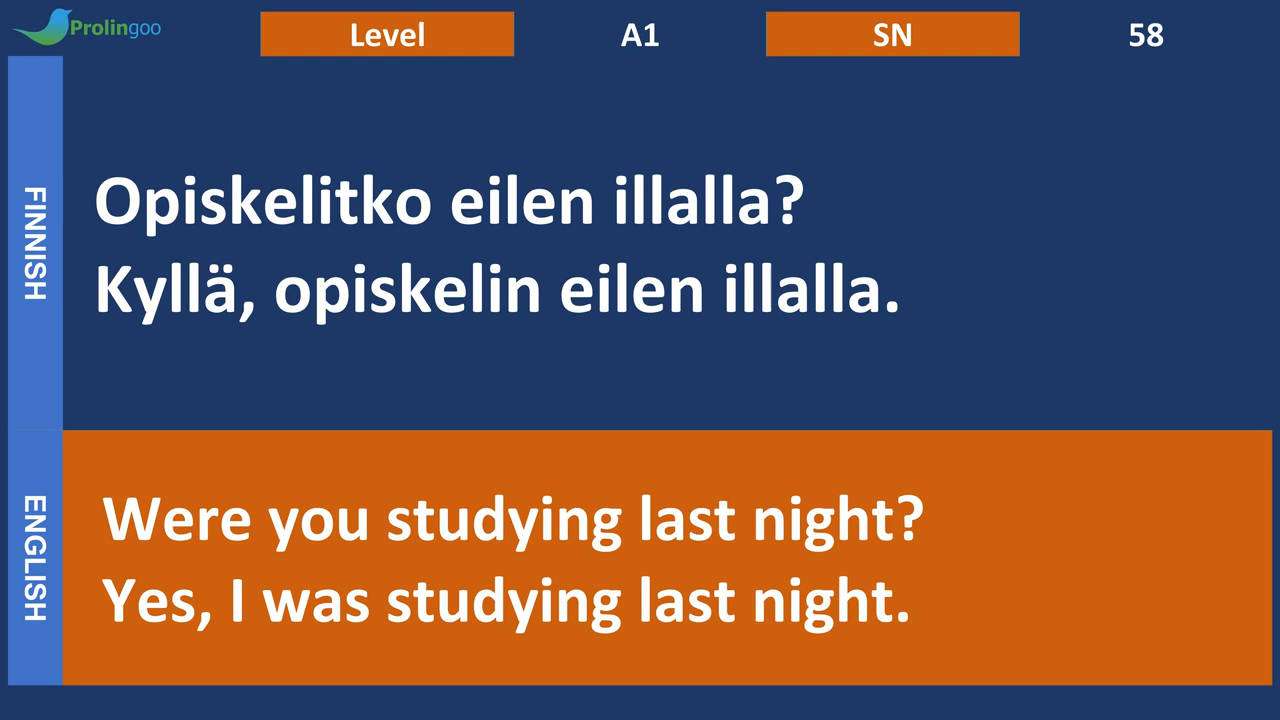 Prolingoo
Level
A1
SN
58
FINNISH
Opiskelitko eilen illalla?
Kyllä, opiskelin eilen illalla.
ENGLISH
Were you studying last night?
Yes, I was studying last night.